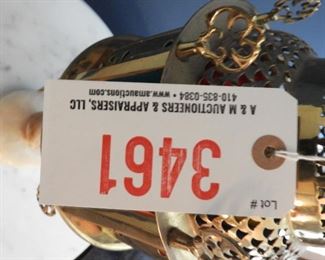 A & M AUCTIONEERS & APPRAISERS, LLC
410-835-0384 • www.amauctions.com
3461
Lot #